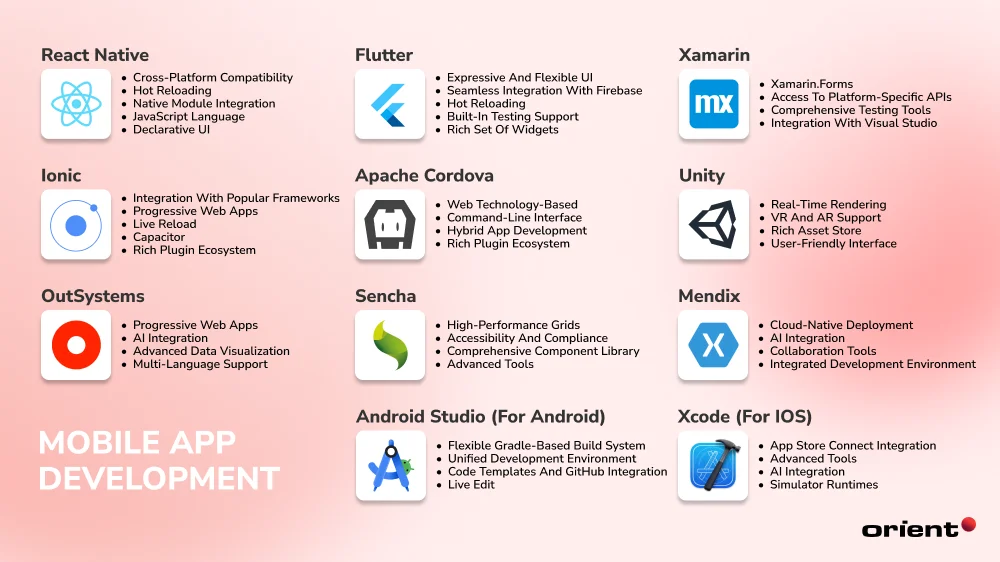 React Native
• Cross-Platform Compatibility
• Hot Reloading
• Native Module Integration
• JavaScript Language
• Declarative UI
Flutter
• Expressive And Flexible UI
• Seamless Integration With Firebase
• Hot Reloading
• Built-In Testing Support
• Rich Set Of Widgets
Xamarin
mx
• Xamarin.Forms
• Access To Platform-Specific APIs
• Comprehensive Testing Tools
• Integration With Visual Studio
Ionic
• Integration With Popular Frameworks
• Progressive Web Apps
• Live Reload
• Capacitor
• Rich Plugin Ecosystem
Apache Cordova
• Web Technology-Based
• Command-Line Interface
• Hybrid App Development
• Rich Plugin Ecosystem
Unity
• Real-Time Rendering
• VR And AR Support
• Rich Asset Store
• User-Friendly Interface
OutSystems
• Progressive Web Apps
• AI Integration
• Advanced Data Visualization
• Multi-Language Support
Sencha
• High-Performance Grids
• Accessibility And Compliance
• Comprehensive Component Library
• Advanced Tools
Mendix
X
• Cloud-Native Deployment
• AI Integration
• Collaboration Tools
• Integrated Development Environment
MOBILE APP
DEVELOPMENT
Android Studio (For Android)
• Flexible Gradle-Based Build System
• Unified Development Environment
• Code Templates And GitHub Integration
• Live Edit
Xcode (For IOS)
• App Store Connect Integration
• Advanced Tools
• AI Integration
• Simulator Runtimes
orient